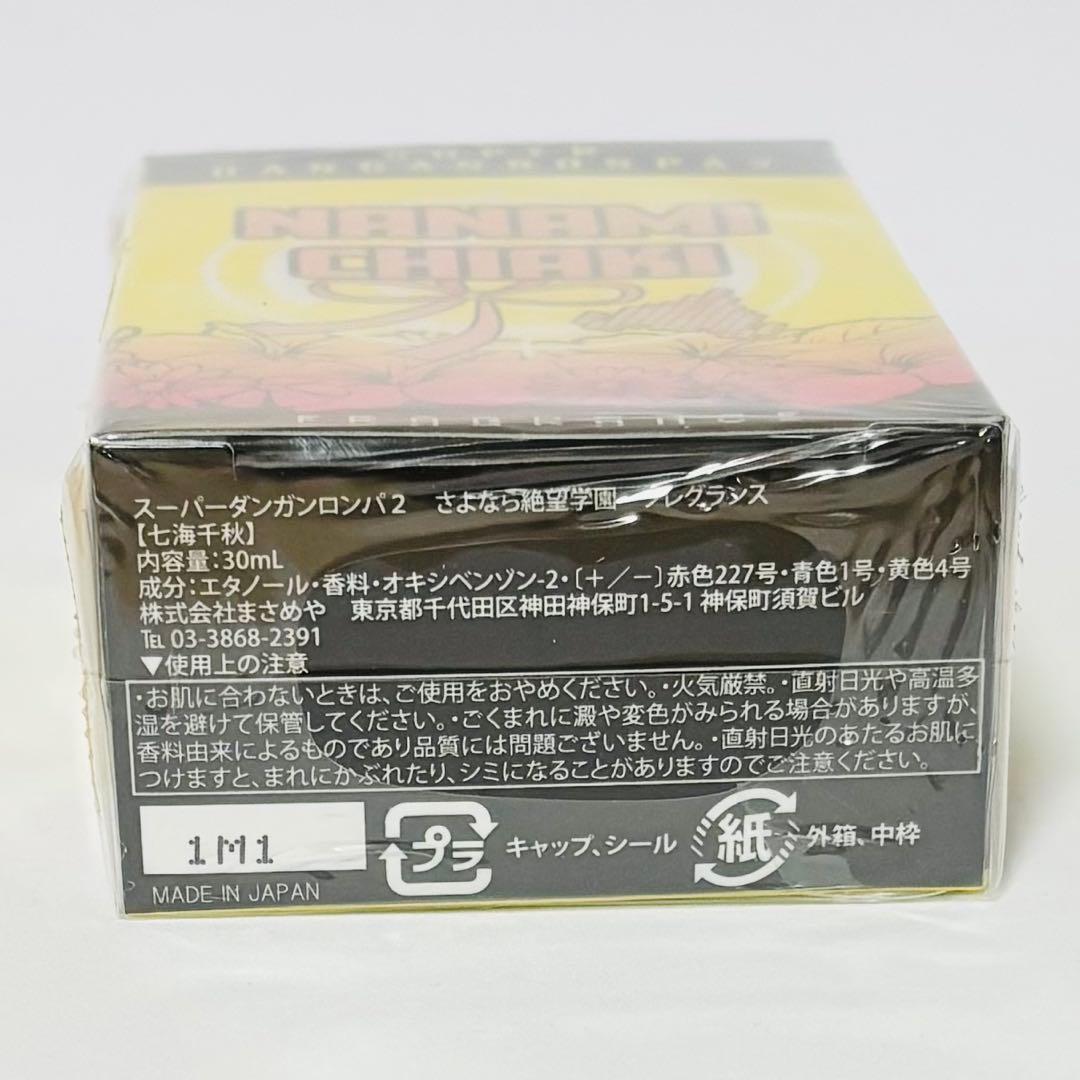 SUPER
DANGANRONPA2
NANAMI
CHIAKI
FRAGRANCE
スーパーダンガンロンパ2　さよなら絶望学園　フレグランス
【七海千秋】
内容量：30mL
成分：エタノール・香料・オキシベンゾン-2・〔＋／－〕赤色227号・青色1号・黄色4号
株式会社まさめや　東京都千代田区神田神保町1-5-1 神保町須賀ビル
℡ 03-3868-2391
▼使用上の注意
・お肌に合わないときは、ご使用をおやめください。・火気厳禁。・直射日光や高温多
湿を避けて保管してください。・ごくまれに澱や変色がみられる場合がありますが、
香料由来によるものであり品質には問題ございません。・直射日光のあたるお肌に
つけますと、まれにかぶれたり、シミになることがありますのでご注意ください。
1M1
プラ
キャップ、シール
紙
外箱、中枠
MADE IN JAPAN